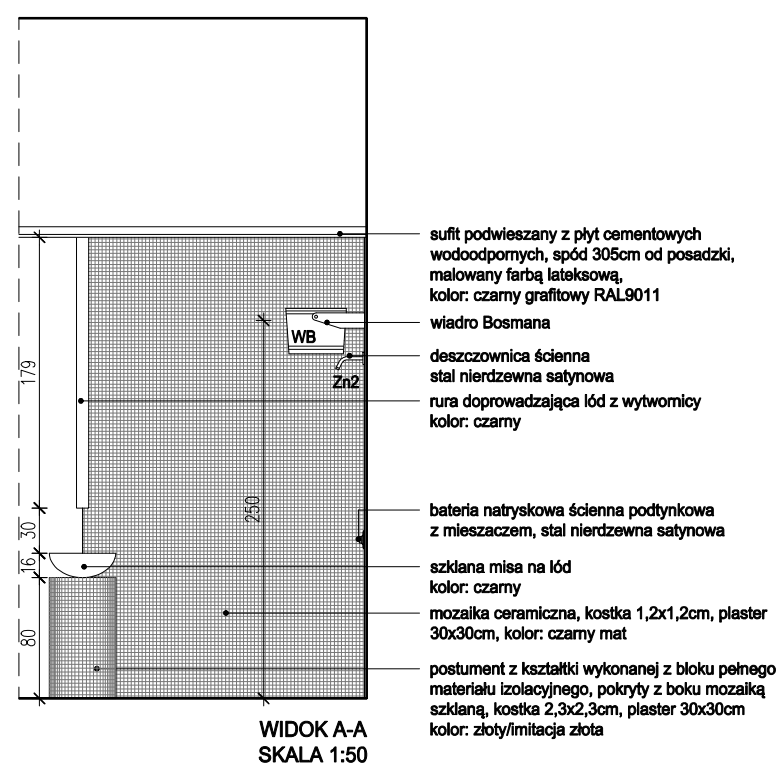 sufit podwieszany z płyt cementowych
wodoodpornych, spód 305cm od posadzki,
malowany farbą lateksową,
kolor: czarny grafitowy RAL9011
wiadro Bosmana
WB
deszczownica ścienna
stal nierdzewna satynowa
Zn2
rura doprowadzająca lód z wytwornicy
kolor: czarny
179
250
bateria natryskowa ścienna podtynkowa
z mieszaczem, stal nierdzewna satynowa
30
16
szklana misa na lód
kolor: czarny
mozaika ceramiczna, kostka 1,2x1,2cm, plaster
30x30cm, kolor: czarny mat
80
postument z kształtki wykonanej z bloku pełnego
materiału izolacyjnego, pokryty z boku mozaiką
szklaną, kostka 2,3x2,3cm, plaster 30x30cm
kolor: złoty/imitacja złota
WIDOK A-A
SKALA 1:50